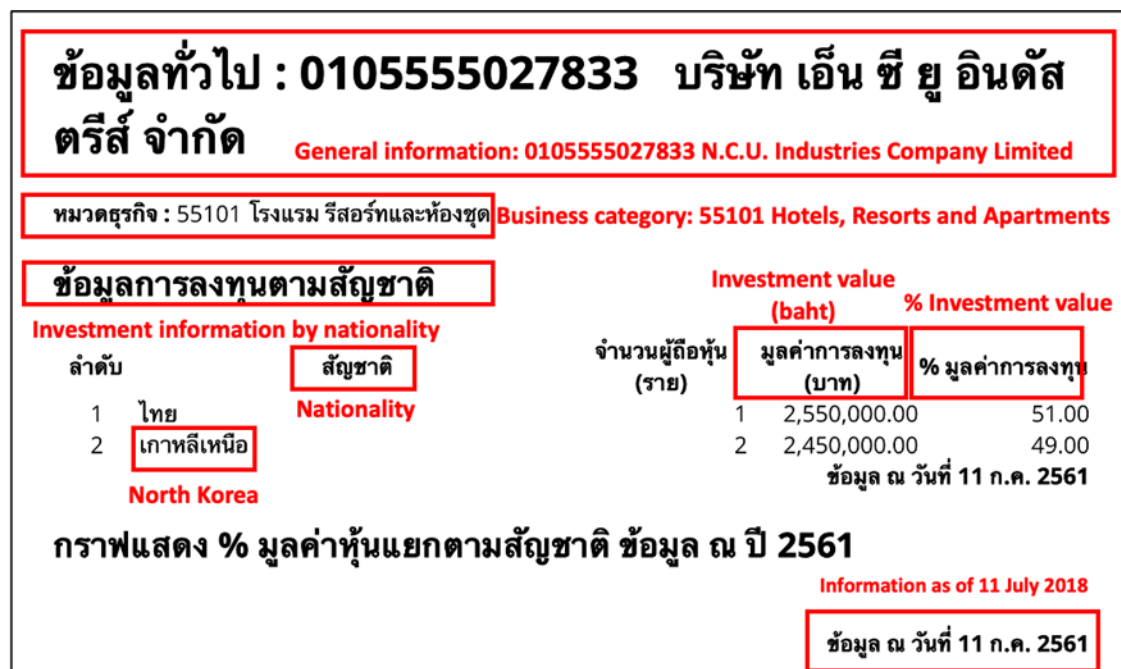 ข้อมูลทั่วไป : 0105555027833 บริษัท เอ็น ซี ยู อินดัส
ตรีส์ จำกัด
General information: 0105555027833 N.C.U. Industries Company Limited
หมวดธุรกิจ : 55101 โรงแรม รีสอร์ทและห้องชุด
Business category: 55101 Hotels, Resorts and Apartments
ข้อมูลการลงทุนตามสัญชาติ
Investment information by nationality
Investment value
(baht)
% Investment value
ลำดับ สัญชาติ จำนวนผู้ถือหุ้น มูลค่าการลงทุน % มูลค่าการลงทุน
(ราย) (บาท)
Nationality
1 ไทย 1 2,550,000.00 51.00
2 เกาหลีเหนือ 2 2,450,000.00 49.00
North Korea
ข้อมูล ณ วันที่ 11 ก.ค. 2561
กราฟแสดง % มูลค่าหุ้นแยกตามสัญชาติ ข้อมูล ณ ปี 2561
Information as of 11 July 2018
ข้อมูล ณ วันที่ 11 ก.ค. 2561